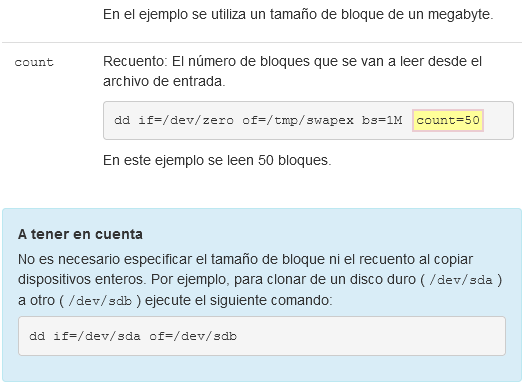 En el ejemplo se utiliza un tamaño de bloque de un megabyte.
count
Recuento: El número de bloques que se van a leer desde el
archivo de entrada.
dd if=/dev/zero of=/tmp/swapex bs=1M count=50
En este ejemplo se leen 50 bloques.
A tener en cuenta
No es necesario especificar el tamaño de bloque ni el recuento al copiar
dispositivos enteros. Por ejemplo, para clonar de un disco duro ( /dev/sda )
a otro ( /dev/sdb ) ejecute el siguiente comando:
dd if=/dev/sda of=/dev/sdb